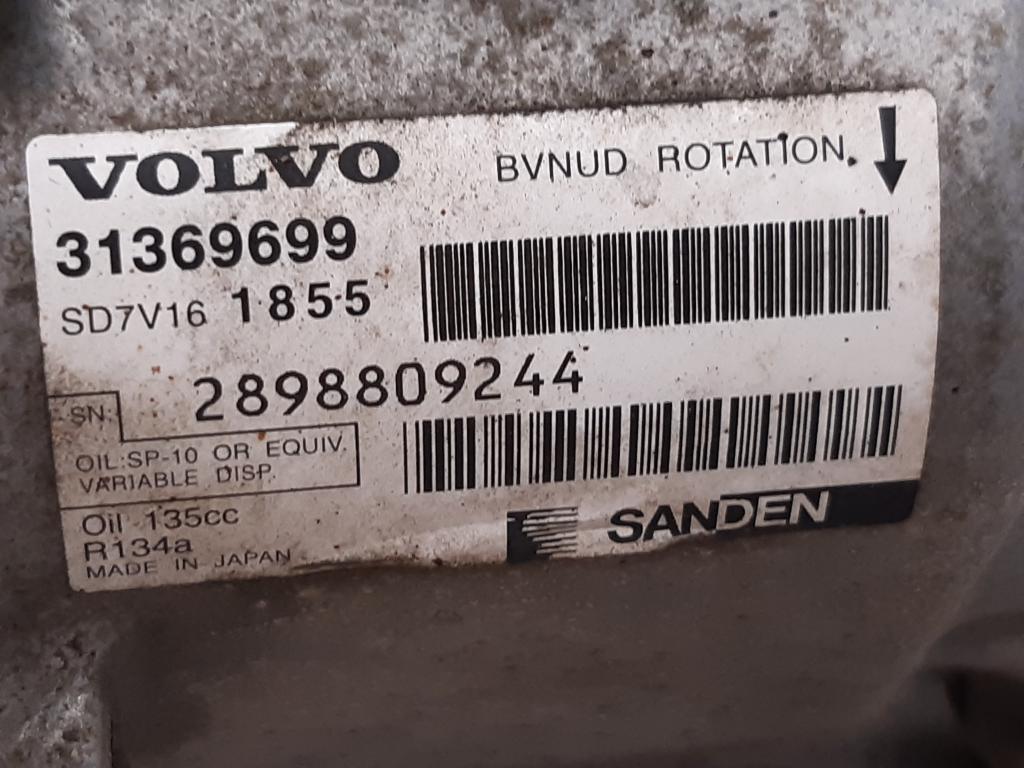 VOLVO
BVNUD ROTATION.
31369699
SD7V16 1855
SN: 2898809244
OIL:SP-10 OR EQUIV.
VARIABLE DISP.
Oil 135cc
R134a
MADE IN JAPAN
SANDEN